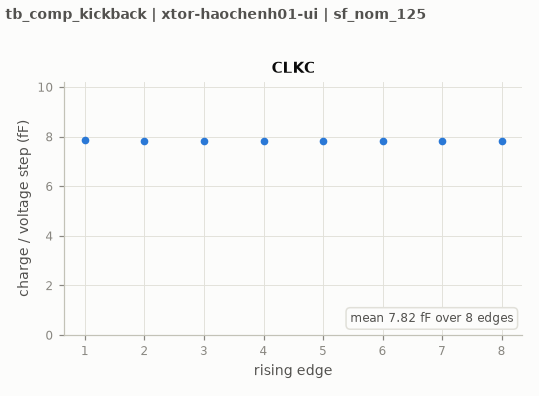 tb_comp_kickback | xtor-haochenh01-ui | sf_nom_125
CLKC
charge / voltage step (fF)
10
8
6
4
2
0
mean 7.82 fF over 8 edges
1 2 3 4 5 6 7 8
rising edge